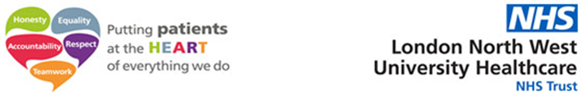 Honesty
Equality
Accountability
Respect
Teamwork
Putting patients
at the HEART
of everything we do
NHS
London North West
University Healthcare
NHS Trust